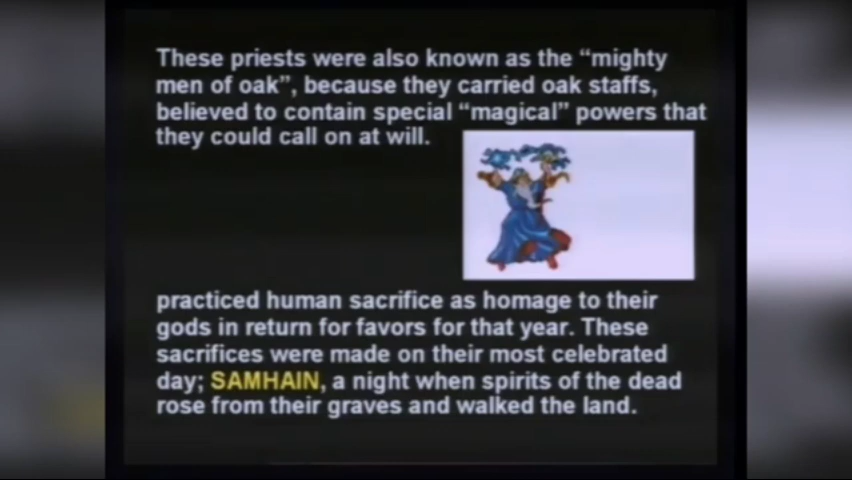 These priests were also known as the “mighty
men of oak”, because they carried oak staffs,
believed to contain special “magical” powers that
they could call on at will.
practiced human sacrifice as homage to their
gods in return for favors for that year. These
sacrifices were made on their most celebrated
day; SAMHAIN, a night when spirits of the dead
rose from their graves and walked the land.